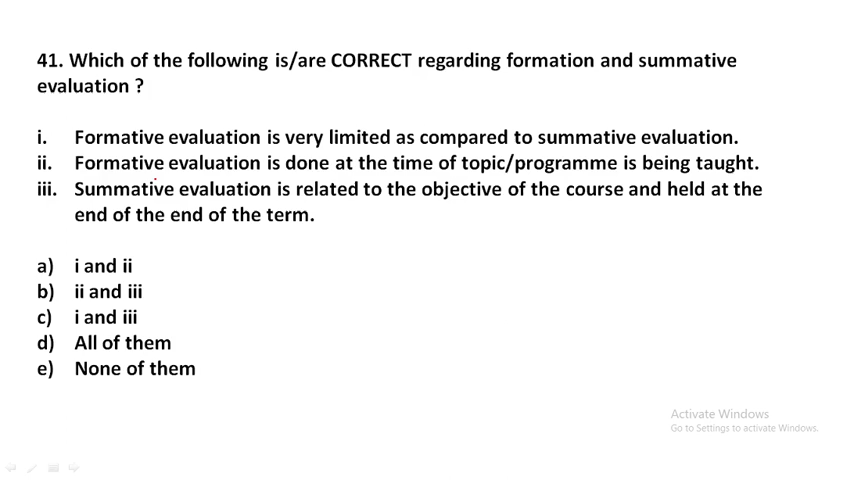 41. Which of the following is/are CORRECT regarding formation and summative
evaluation ?
i. Formative evaluation is very limited as compared to summative evaluation.
ii. Formative evaluation is done at the time of topic/programme is being taught.
iii. Summative evaluation is related to the objective of the course and held at the
end of the end of the term.
a) i and ii
b) ii and iii
c) i and iii
d) All of them
e) None of them
Activate Windows
Go to Settings to activate Windows.